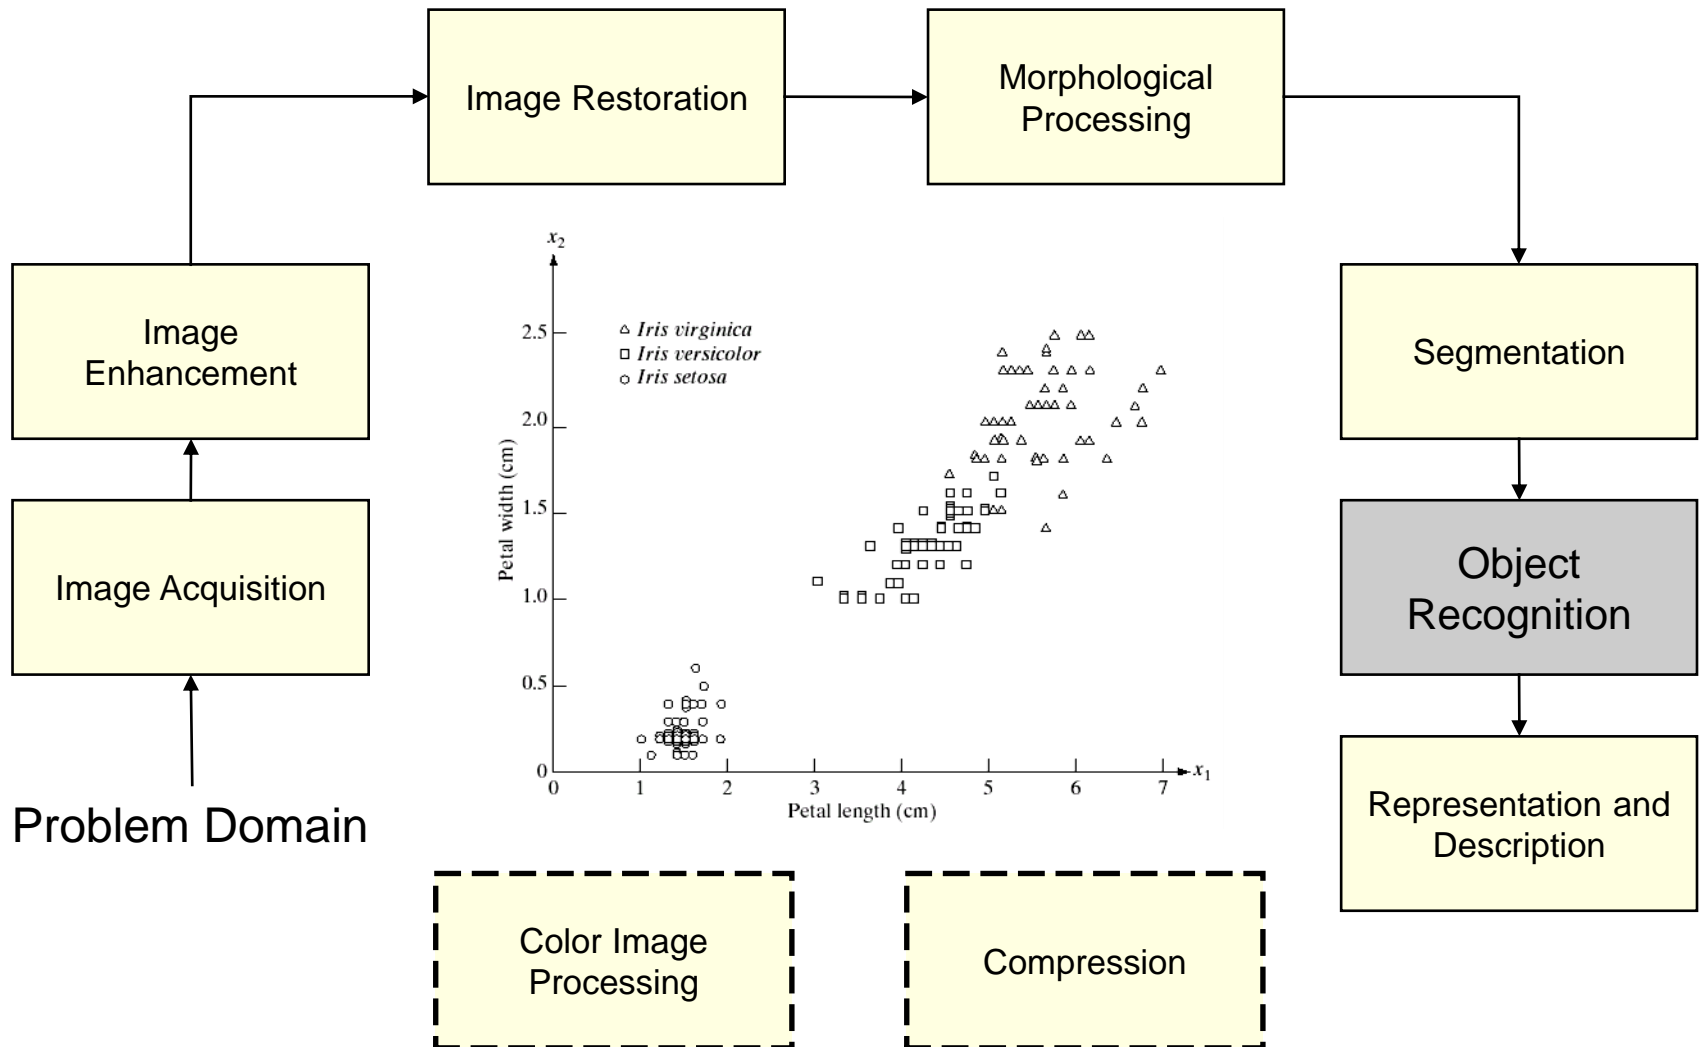 Image Restoration
Morphological
Processing
Image
Enhancement
Segmentation
Image Acquisition
Object
Recognition
Problem Domain
Representation and
Description
x2
2.5
2.0
1.5
1.0
0.5
0
Petal width (cm)
△ Iris virginica
□ Iris versicolor
○ Iris setosa
0 1 2 3 4 5 6 7
x1
Petal length (cm)
Color Image
Processing
Compression